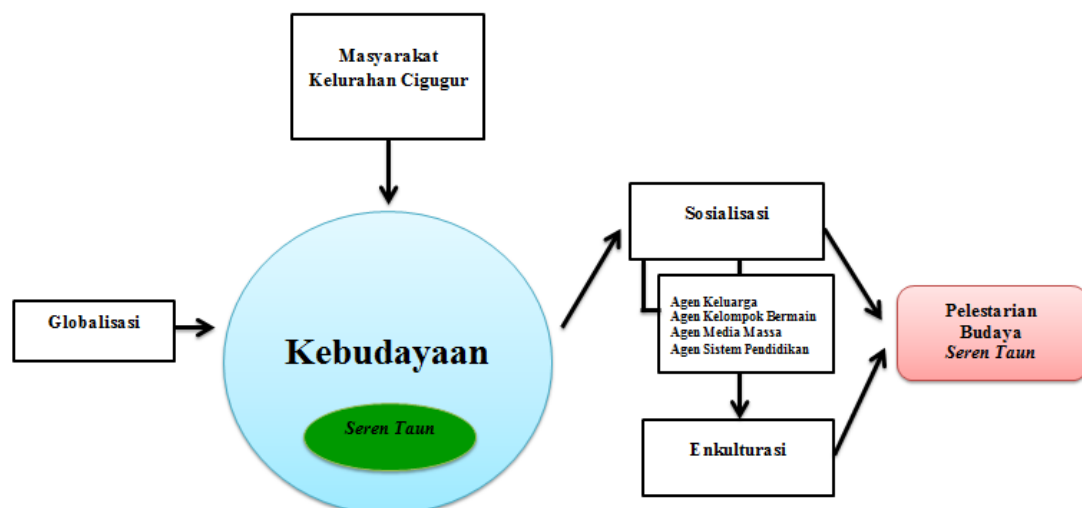 Masyarakat
Kelurahan Cigugur
Globalisasi
Kebudayaan
Seren Taun
Sosialisasi
Agen Keluarga
Agen Kelompok Bermain
Agen Media Massa
Agen Sistem Pendidikan
Enkulturasi
Pelestarian
Budaya
Seren Taun